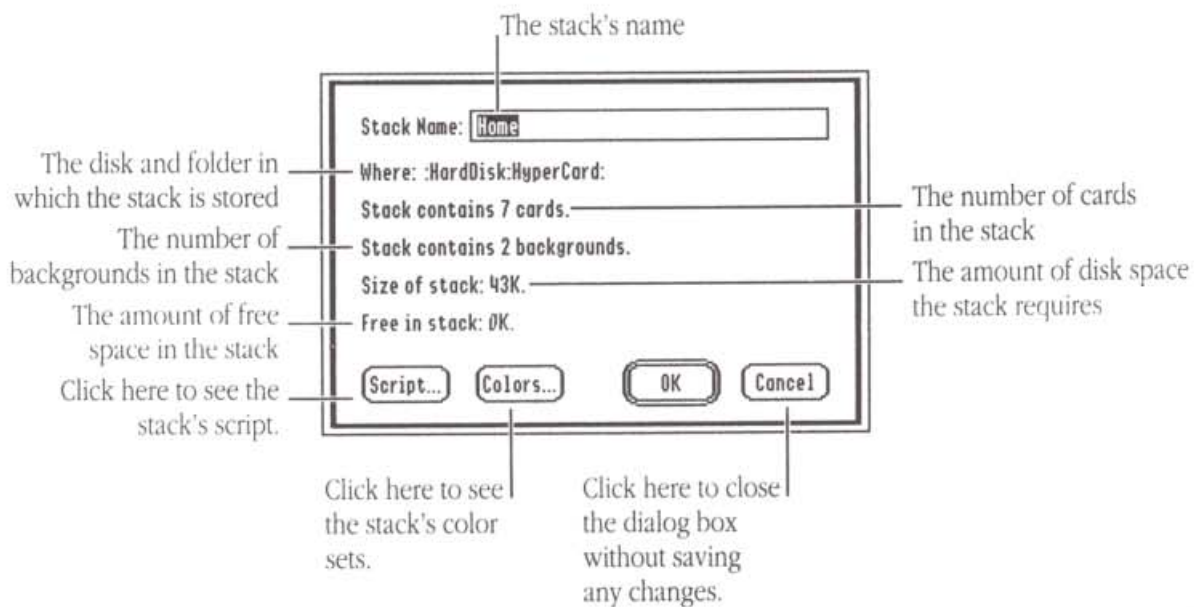 The stack's name
Stack Name: Home
The disk and folder in
which the stack is stored
Where: :HardDisk:HyperCard:
Stack contains 7 cards.
The number of cards
in the stack
The number of
backgrounds in the stack
Stack contains 2 backgrounds.
Size of stack: 43K.
The amount of disk space
the stack requires
The amount of free
space in the stack
Free in stack: 0K.
Click here to see the
stack's script.
Script...
Colors...
OK
Cancel
Click here to see
the stack's color
sets.
Click here to close
the dialog box
without saving
any changes.